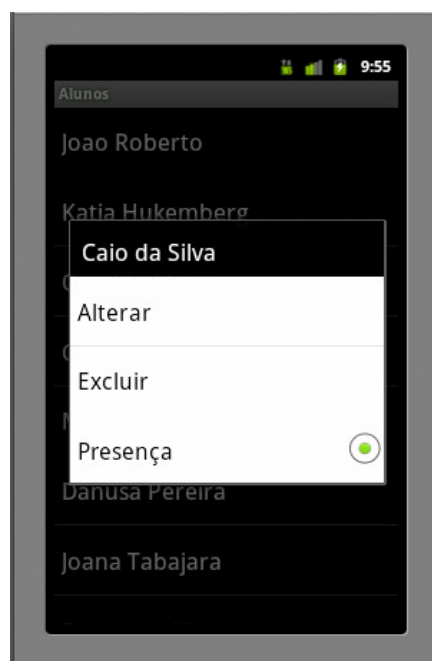 9:55
Alunos
Joao Roberto
Katia Hukemberg
Caio da Silva
Alterar
Excluir
Presença
Danusa Pereira
Joana Tabajara